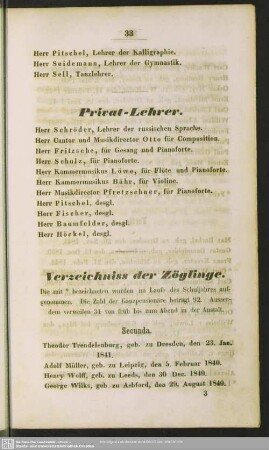 33
Herr Pitschel, Lehrer der Kalligraphie.
Herr Seidemann, Lehrer der Gymnastik.
Herr Sell, Tanzlehrer.
Privat-Lehrer.
Herr Schröder, Lehrer der russischen Sprache.
Herr Cantor und Musikdirector Otto für Composition.
Herr Fritzsche, für Gesang und Pianoforte.
Herr Schulz, für Pianoforte.
Herr Kammermusikus Löwe, für Flöte und Pianoforte.
Herr Kammermusikus Hähr, für Violine.
Herr Musikdirector Pfretzschner, für Pianoforte.
Herr Pitschel, desgl.
Herr Fischer, desgl.
Herr Baumfelder, desgl.
Herr Höckel, desgl.
Verzeichniss der Zöglinge.
Die mit * bezeichneten wurden im Laufe des Schuljahres auf-
genommen. Die Zahl der Ganzpensionäre beträgt 92. Ausser-
dem verweilen 34 von früh bis zum Abend in der Anstalt.
Secunda.
Theodor Trendelenburg, geb. zu Dresden, den 23. Jan.
1841.
Adolf Müller, geb. zu Leipzig, den 5. Februar 1840.
Henry Wolff, geb. zu Leeds, den 30. Dec. 1840.
George Wilks, geb. zu Ashford, den 29. August 1840.
3